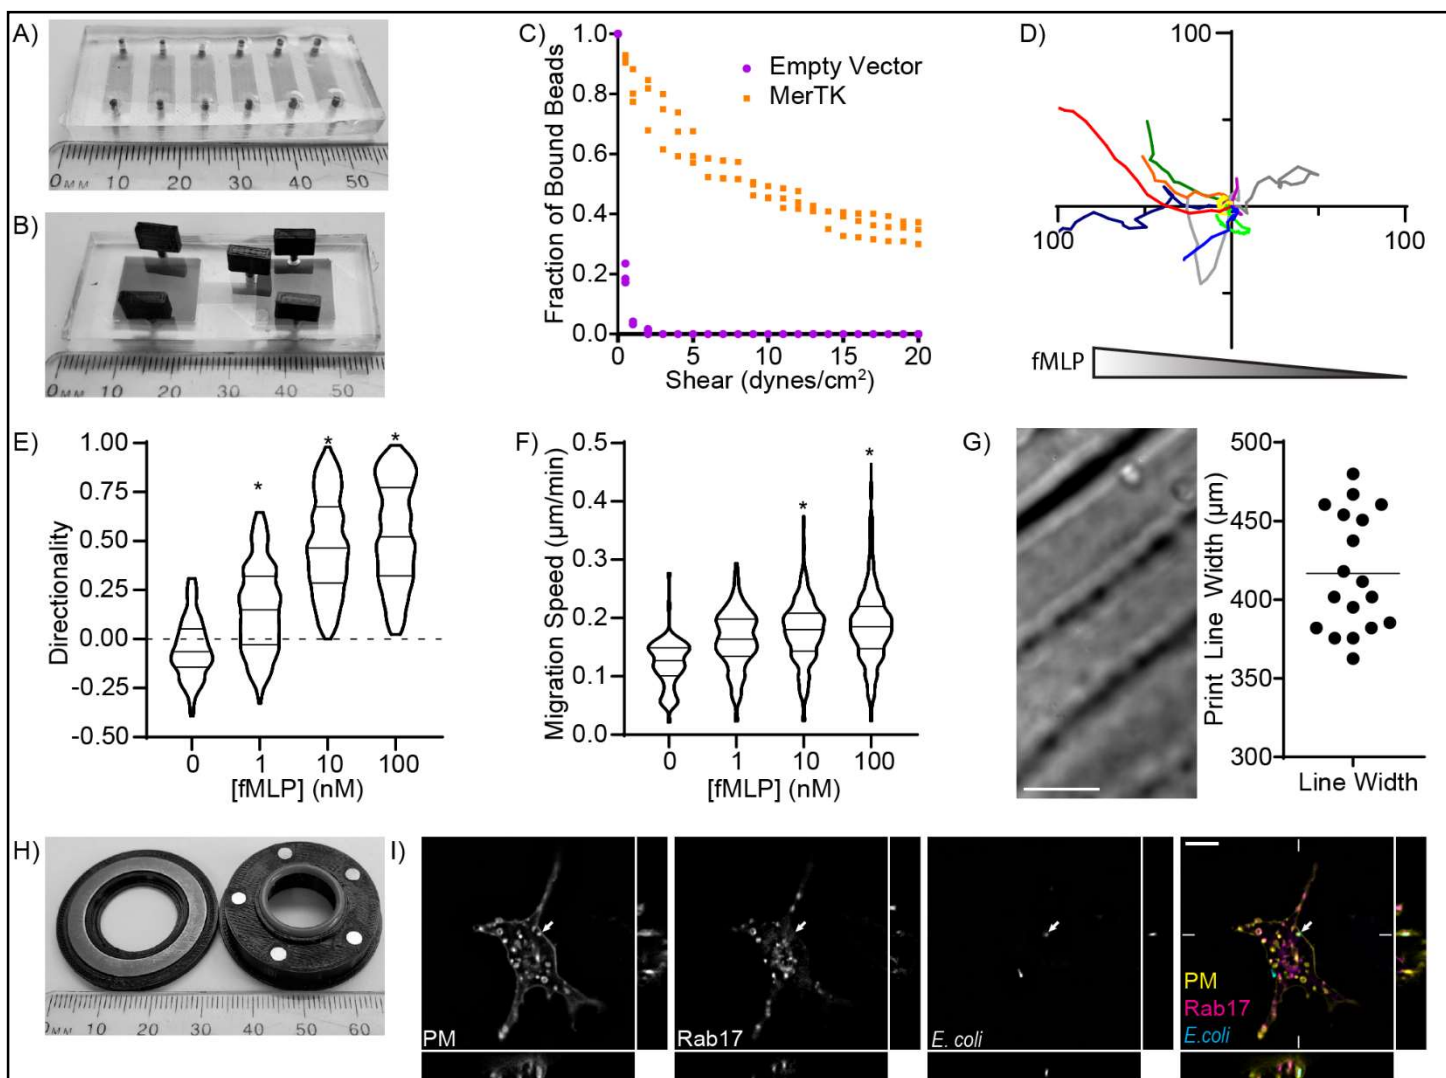 A)
0 MM 10 20 30 40 50
B)
0 MM 10 20 30 40 50
C)
1.0
0.8
0.6
0.4
0.2
0.0
Fraction of Bound Beads
Empty Vector
MerTK
0 5 10 15 20
Shear (dynes/cm²)
D)
100
100 100
fMLP
E)
1.00
0.75
0.50
0.25
0.00
-0.25
-0.50
Directionality
* * *
0 1 10 100
[fMLP] (nM)
F)
0.5
0.4
0.3
0.2
0.1
0.0
Migration Speed (µm/min)
* *
0 1 10 100
[fMLP] (nM)
G)
500
450
400
350
300
Print Line Width (µm)
Line Width
H)
0 MM 10 20 30 40 50 60
I)
PM
Rab17
E. coli
PM
Rab17
E.coli